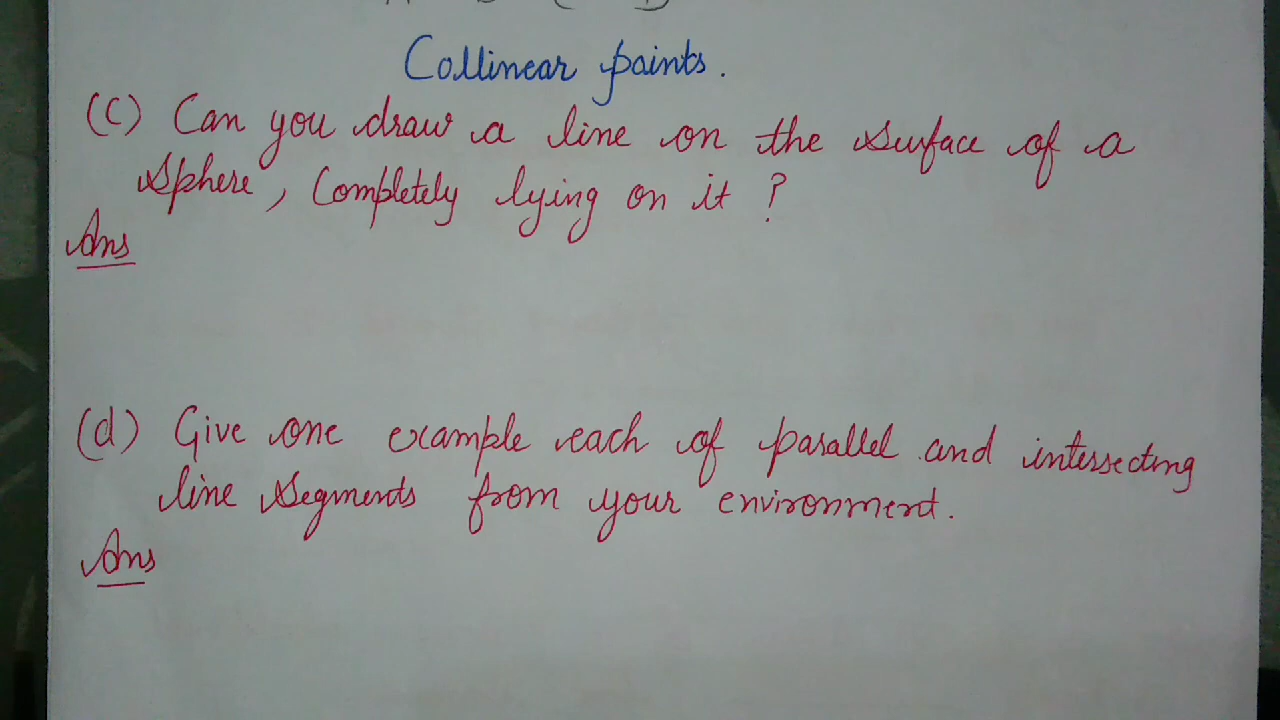 Collinear points.
(C) Can you draw a line on the surface of a
sphere, Completely lying on it ?
Ans
(d) Give one example each of parallel and intersecting
line segments from your environment.
Ans